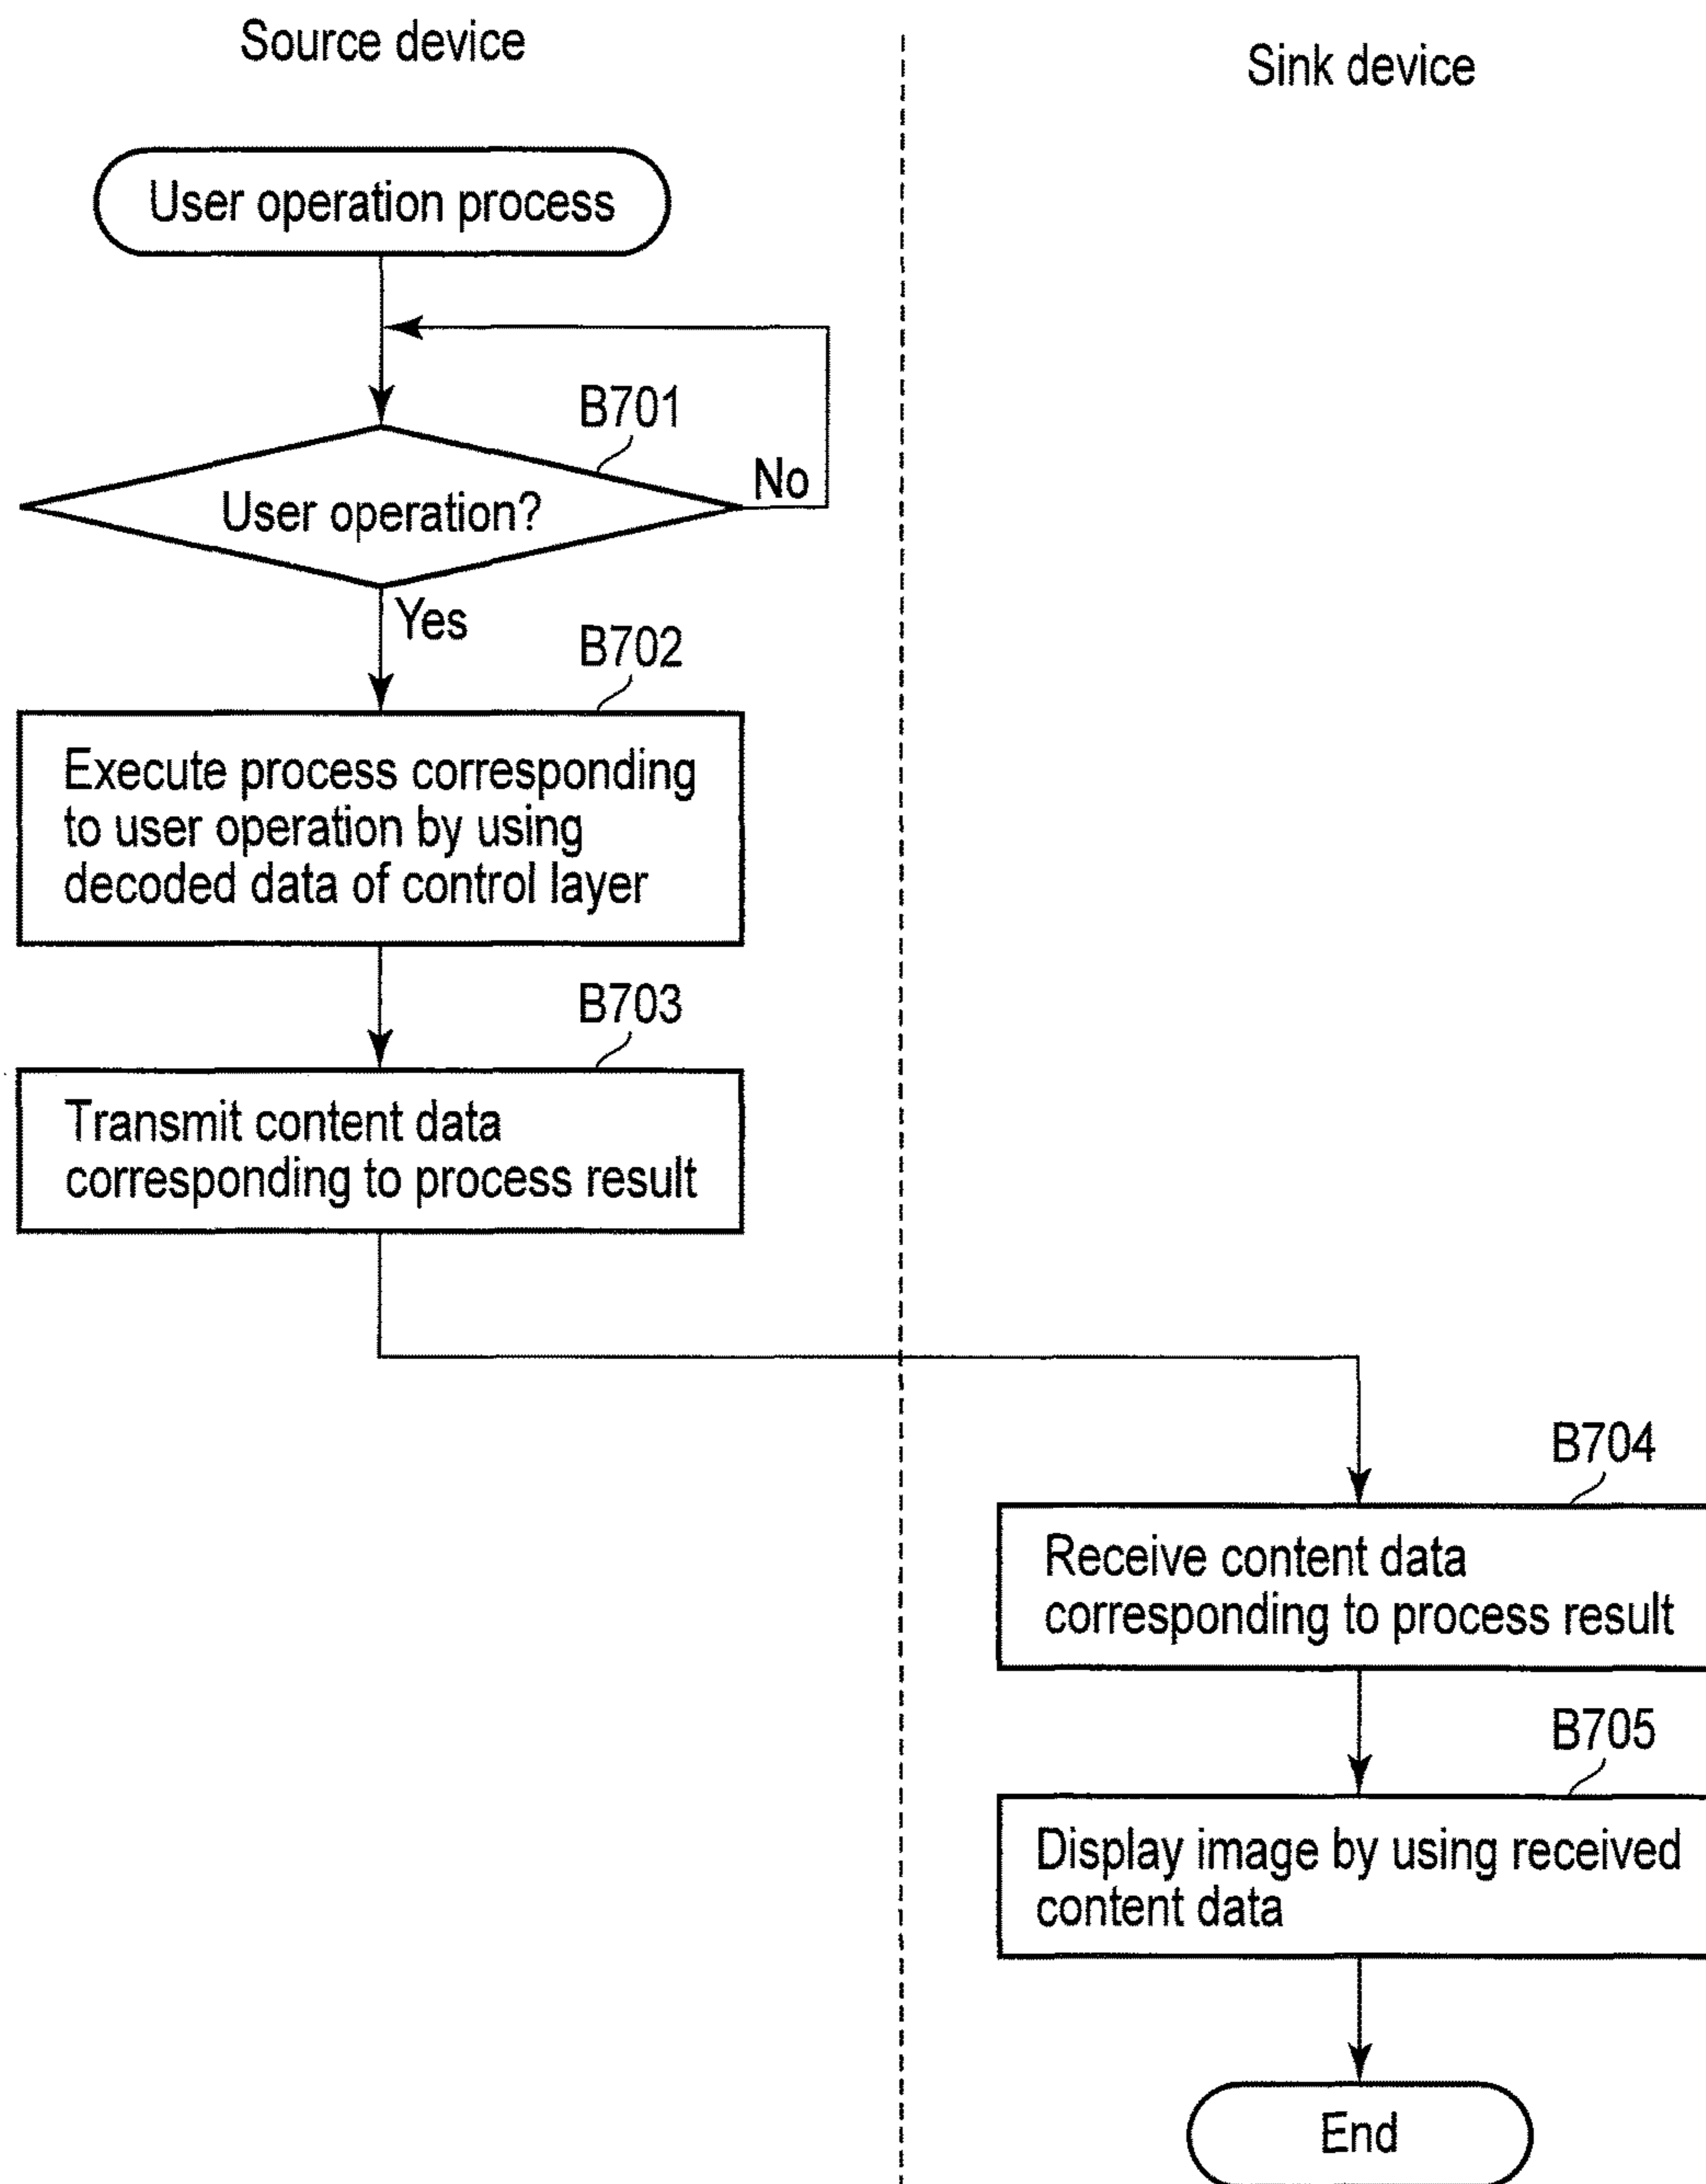 Source device
Sink device
User operation process
B701
User operation?
No
Yes
B702
Execute process corresponding
to user operation by using
decoded data of control layer
B703
Transmit content data
corresponding to process result
B704
Receive content data
corresponding to process result
B705
Display image by using received
content data
End